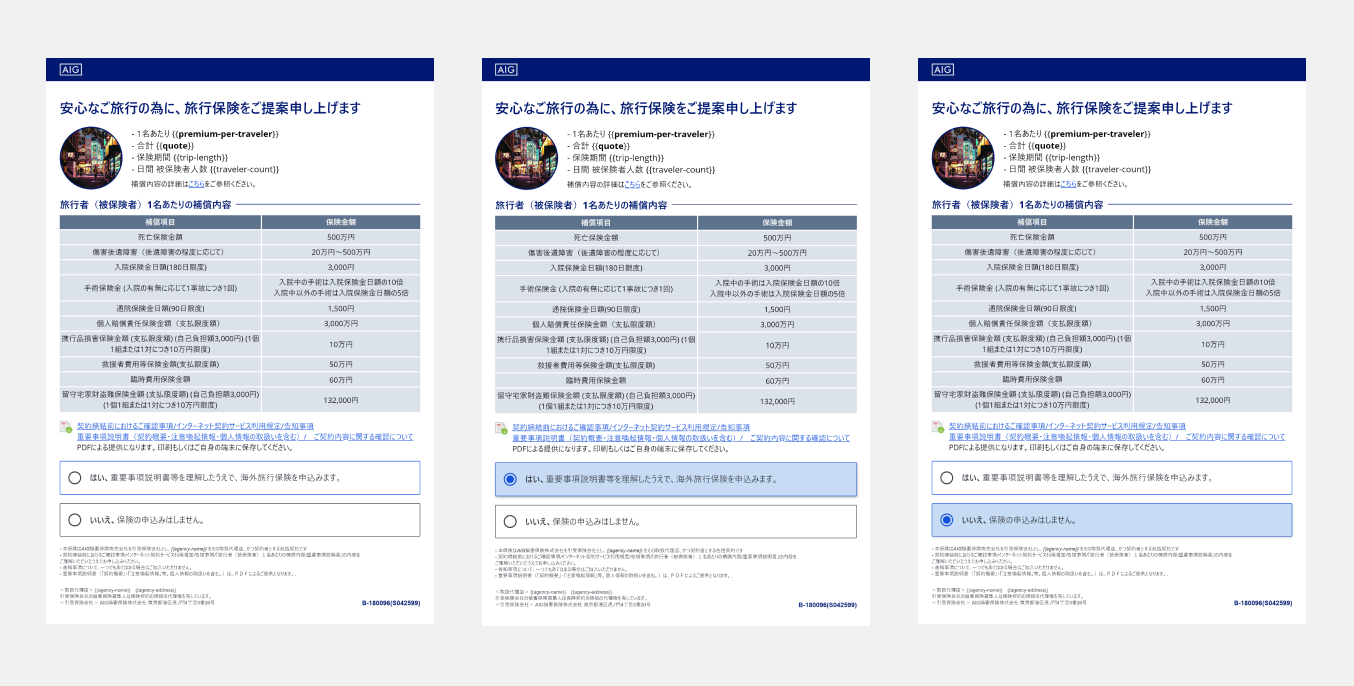 AIG
安心なご旅行の為に、旅行保険をご提案申し上げます
- 1名あたり {{premium-per-traveler}}
- 合計 {{quote}}
- 保険期間 {{trip-length}}
- 日間 被保険者人数 {{traveler-count}}
補償内容の詳細はこちらをご参照ください。
旅行者（被保険者）1名あたりの補償内容
補償項目 保険金額
死亡保険金額 500万円
傷害後遺障害（後遺障害の程度に応じて） 20万円〜500万円
入院保険金日額(180日限度) 3,000円
手術保険金 (入院の有無に応じて1事故につき1回) 入院中の手術は入院保険金日額の10倍
入院中以外の手術は入院保険金日額の5倍
通院保険金日額(90日限度) 1,500円
個人賠償責任保険金額（支払限度額） 3,000万円
携行品損害保険金額 (支払限度額) (自己負担額3,000円) (1個
1組または1対につき10万円限度) 10万円
救援者費用等保険金額(支払限度額) 50万円
臨時費用保険金額 60万円
留守宅家財盗難保険金額 (支払限度額) (自己負担額3,000円)
(1個1組または1対につき10万円限度) 132,000円
契約締結前におけるご確認事項/インターネット契約サービス利用規定/告知事項
重要事項説明書（契約概要・注意喚起情報・個人情報の取扱いを含む）/　ご契約内容に関する確認について
PDFによる提供になります。印刷もしくはご自身の端末に保存してください。
はい、重要事項説明書等を理解したうえで、海外旅行保険を申込みます。
いいえ、保険の申込みはしません。
B-180096(S042599)
AIG
安心なご旅行の為に、旅行保険をご提案申し上げます
- 1名あたり {{premium-per-traveler}}
- 合計 {{quote}}
- 保険期間 {{trip-length}}
- 日間 被保険者人数 {{traveler-count}}
補償内容の詳細はこちらをご参照ください。
旅行者（被保険者）1名あたりの補償内容
補償項目 保険金額
死亡保険金額 500万円
傷害後遺障害（後遺障害の程度に応じて） 20万円〜500万円
入院保険金日額(180日限度) 3,000円
手術保険金 (入院の有無に応じて1事故につき1回) 入院中の手術は入院保険金日額の10倍
入院中以外の手術は入院保険金日額の5倍
通院保険金日額(90日限度) 1,500円
個人賠償責任保険金額（支払限度額） 3,000万円
携行品損害保険金額 (支払限度額) (自己負担額3,000円) (1個
1組または1対につき10万円限度) 10万円
救援者費用等保険金額(支払限度額) 50万円
臨時費用保険金額 60万円
留守宅家財盗難保険金額 (支払限度額) (自己負担額3,000円)
(1個1組または1対につき10万円限度) 132,000円
契約締結前におけるご確認事項/インターネット契約サービス利用規定/告知事項
重要事項説明書（契約概要・注意喚起情報・個人情報の取扱いを含む）/　ご契約内容に関する確認について
PDFによる提供になります。印刷もしくはご自身の端末に保存してください。
はい、重要事項説明書等を理解したうえで、海外旅行保険を申込みます。
いいえ、保険の申込みはしません。
B-180096(S042599)
AIG
安心なご旅行の為に、旅行保険をご提案申し上げます
- 1名あたり {{premium-per-traveler}}
- 合計 {{quote}}
- 保険期間 {{trip-length}}
- 日間 被保険者人数 {{traveler-count}}
補償内容の詳細はこちらをご参照ください。
旅行者（被保険者）1名あたりの補償内容
補償項目 保険金額
死亡保険金額 500万円
傷害後遺障害（後遺障害の程度に応じて） 20万円〜500万円
入院保険金日額(180日限度) 3,000円
手術保険金 (入院の有無に応じて1事故につき1回) 入院中の手術は入院保険金日額の10倍
入院中以外の手術は入院保険金日額の5倍
通院保険金日額(90日限度) 1,500円
個人賠償責任保険金額（支払限度額） 3,000万円
携行品損害保険金額 (支払限度額) (自己負担額3,000円) (1個
1組または1対につき10万円限度) 10万円
救援者費用等保険金額(支払限度額) 50万円
臨時費用保険金額 60万円
留守宅家財盗難保険金額 (支払限度額) (自己負担額3,000円)
(1個1組または1対につき10万円限度) 132,000円
契約締結前におけるご確認事項/インターネット契約サービス利用規定/告知事項
重要事項説明書（契約概要・注意喚起情報・個人情報の取扱いを含む）/　ご契約内容に関する確認について
PDFによる提供になります。印刷もしくはご自身の端末に保存してください。
はい、重要事項説明書等を理解したうえで、海外旅行保険を申込みます。
いいえ、保険の申込みはしません。
B-180096(S042599)